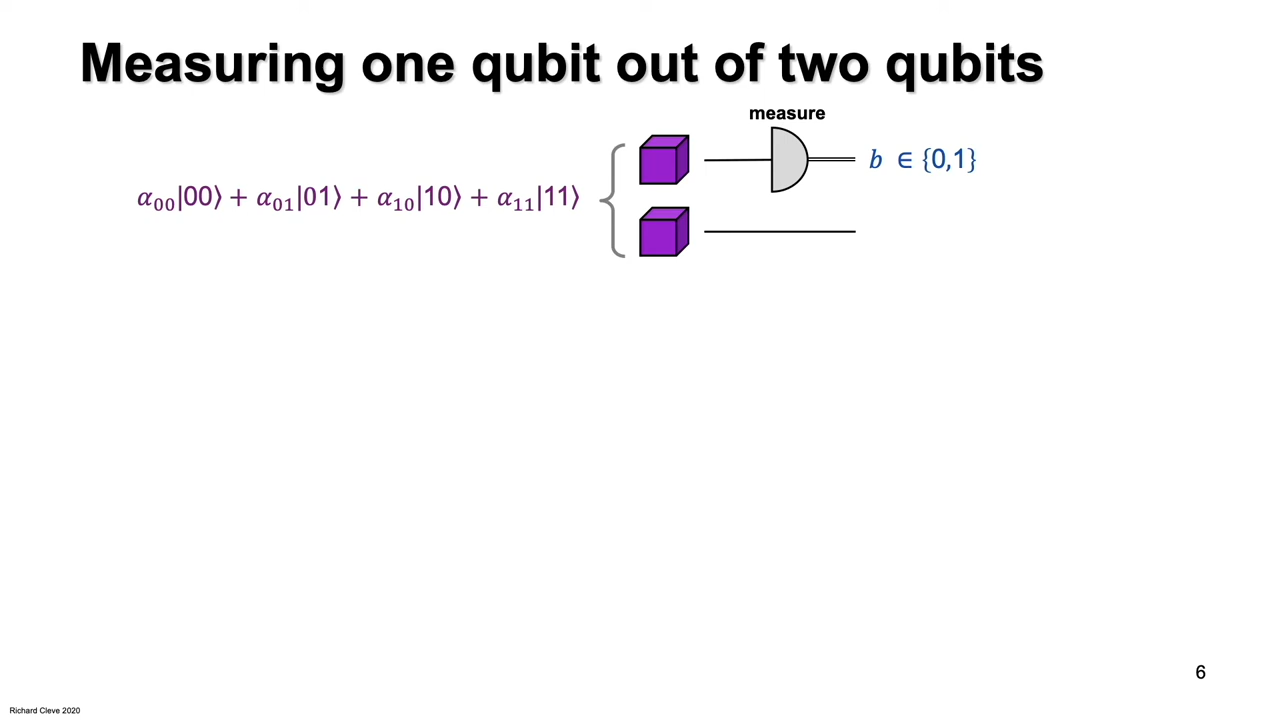 Measuring one qubit out of two qubits
measure
b ∈ {0,1}
α₀₀|00⟩ + α₀₁|01⟩ + α₁₀|10⟩ + α₁₁|11⟩
6
Richard Cleve 2020